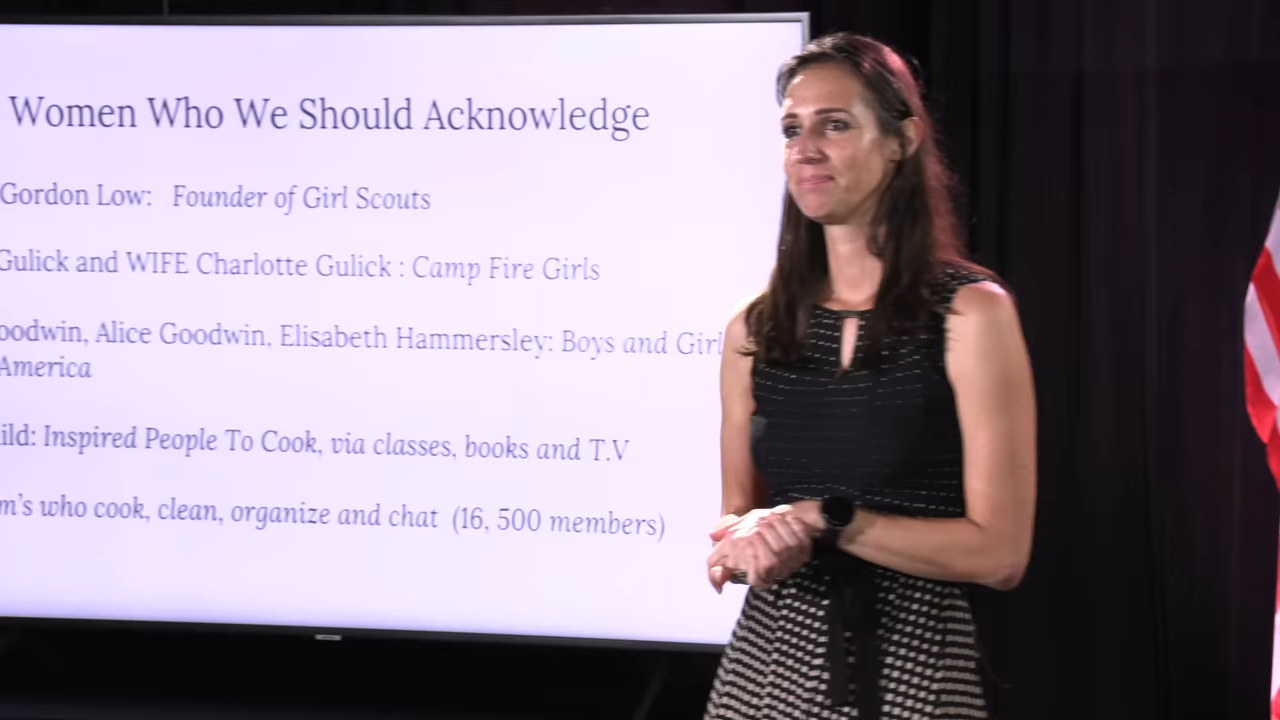 Women Who We Should Acknowledge
Gordon Low: Founder of Girl Scouts
Gulick and WIFE Charlotte Gulick : Camp Fire Girls
oodwin, Alice Goodwin, Elisabeth Hammersley: Boys and Girl
America
ild: Inspired People To Cook, via classes, books and T.V
m's who cook, clean, organize and chat (16, 500 members)